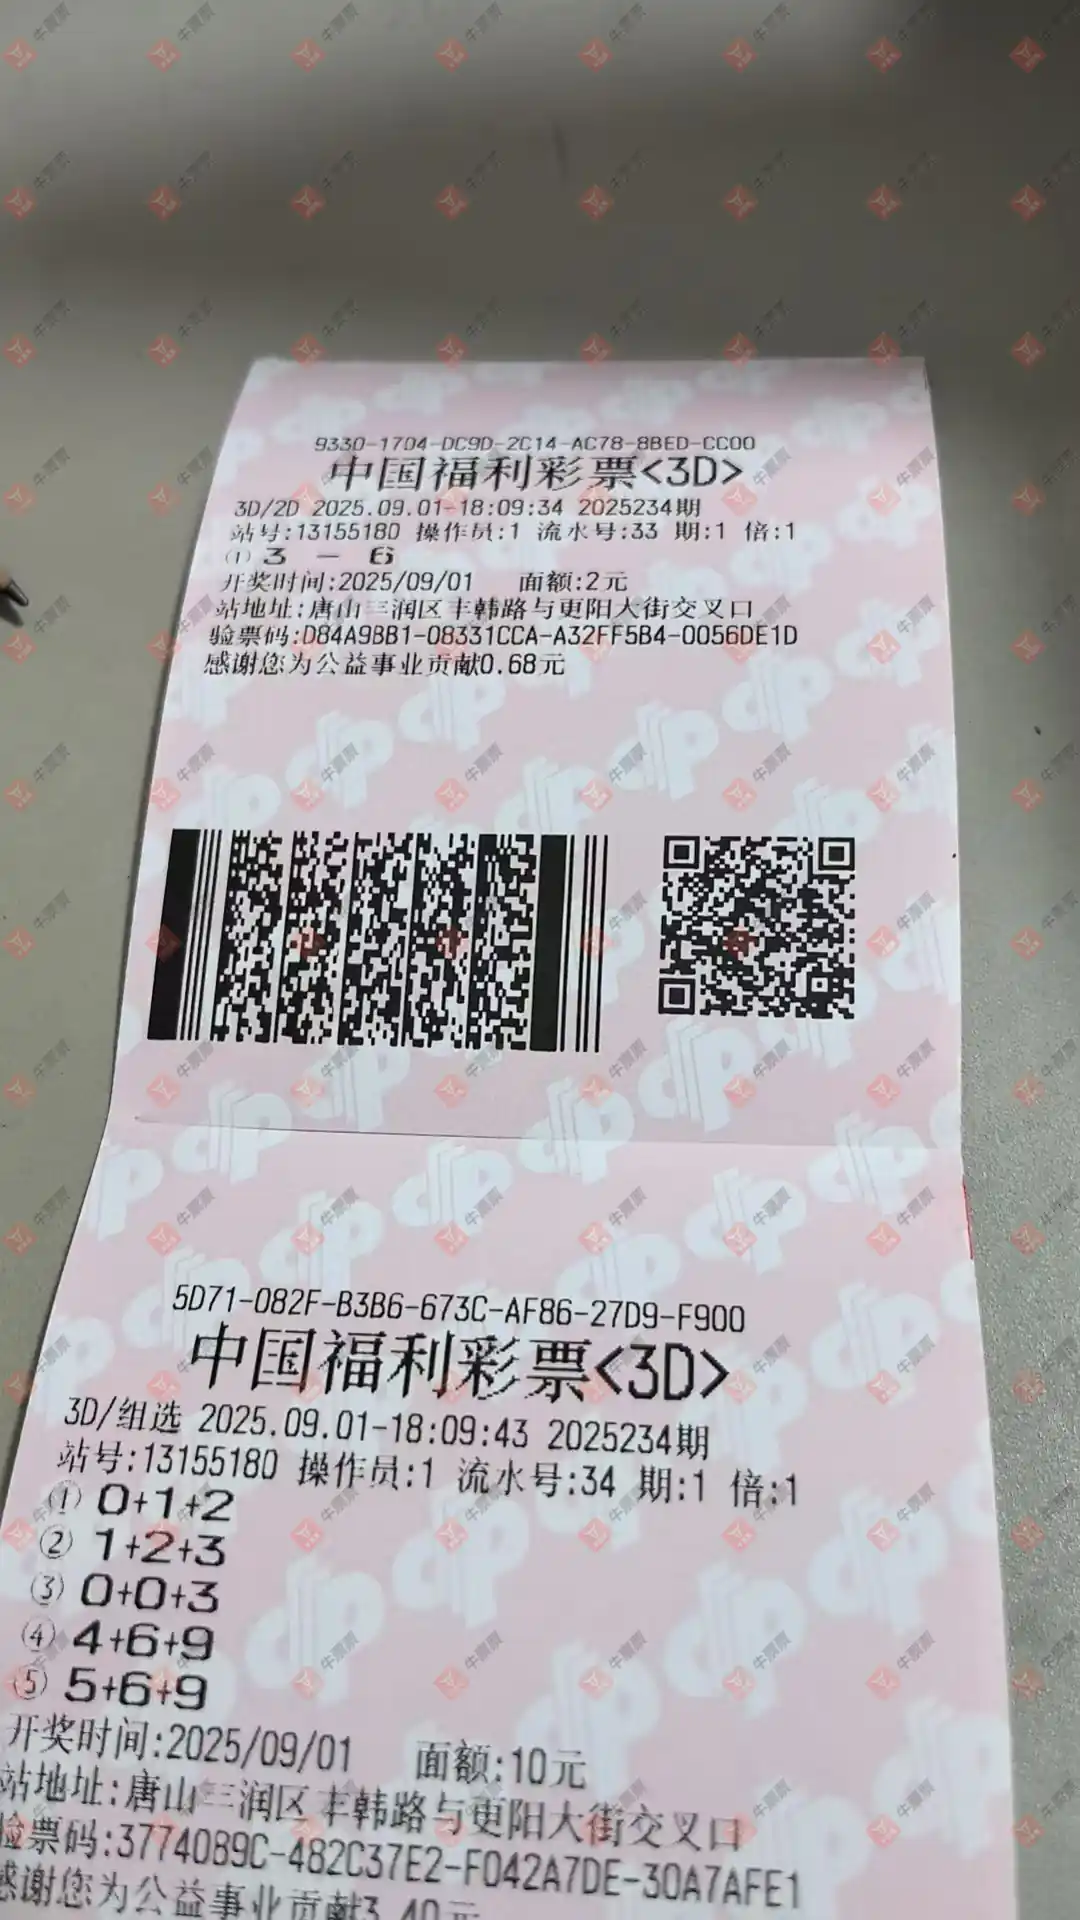 9330-1704-DC9D-2C14-AC78-8BED-CC00
中国福利彩票<3D>
3D/2D 2025.09.01-18:09:34 2025234期
站号:13155180 操作员:1 流水号:33 期:1 倍:1
① 3 — 6
开奖时间:2025/09/01 面额:2元
站地址:唐山三润区丰韩路与更阳大街交叉口
验票码:D84A9BB1-08331CCA-A32FF5B4-0056DE1D
感谢您为公益事业贡献0.68元
5D71-082F-B3B6-673C-AF86-27D9-F900
中国福利彩票<3D>
3D/组选 2025.09.01-18:09:43 2025234期
站号:13155180 操作员:1 流水号:34 期:1 倍:1
① 0+1+2
② 1+2+3
③ 0+0+3
④ 4+6+9
⑤ 5+6+9
开奖时间:2025/09/01 面额:10元
站地址:唐山三润区丰韩路与更阳大街交叉口
验票码:3774089C-482C37E2-F042A7DE-30A7AFE1
感谢您为公益事业贡献3.40元
牛票票